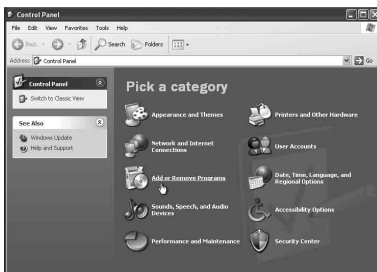 Control Panel
File Edit View Favorites Tools Help
Back Search Folders
Address Control Panel Go
Control Panel
Switch to Classic View
See Also
Windows Update
Help and Support
Pick a category
Appearance and Themes
Printers and Other Hardware
Network and Internet
Connections
User Accounts
Add or Remove Programs
Date, Time, Language, and
Regional Options
Sounds, Speech, and Audio
Devices
Accessibility Options
Performance and Maintenance
Security Center